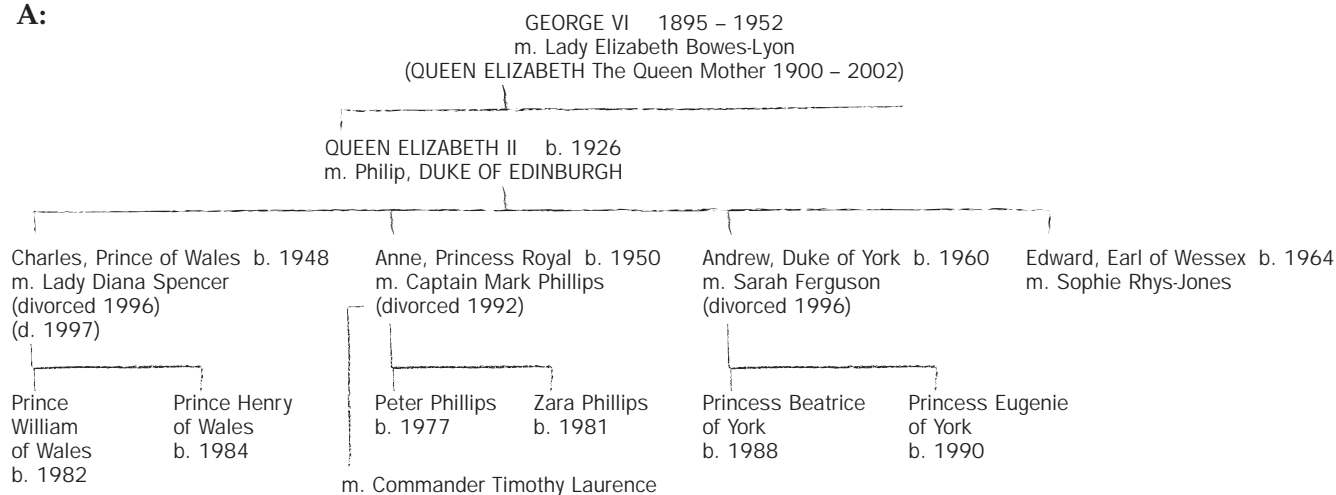 A:
GEORGE VI 1895 – 1952
m. Lady Elizabeth Bowes-Lyon
(QUEEN ELIZABETH The Queen Mother 1900 – 2002)
QUEEN ELIZABETH II b. 1926
m. Philip, DUKE OF EDINBURGH
Charles, Prince of Wales b. 1948
m. Lady Diana Spencer
(divorced 1996)
(d. 1997)
Anne, Princess Royal b. 1950
m. Captain Mark Phillips
(divorced 1992)
Andrew, Duke of York b. 1960
m. Sarah Ferguson
(divorced 1996)
Edward, Earl of Wessex b. 1964
m. Sophie Rhys-Jones
Prince
William
of Wales
b. 1982
Prince Henry
of Wales
b. 1984
Peter Phillips
b. 1977
Zara Phillips
b. 1981
Princess Beatrice
of York
b. 1988
Princess Eugenie
of York
b. 1990
m. Commander Timothy Laurence